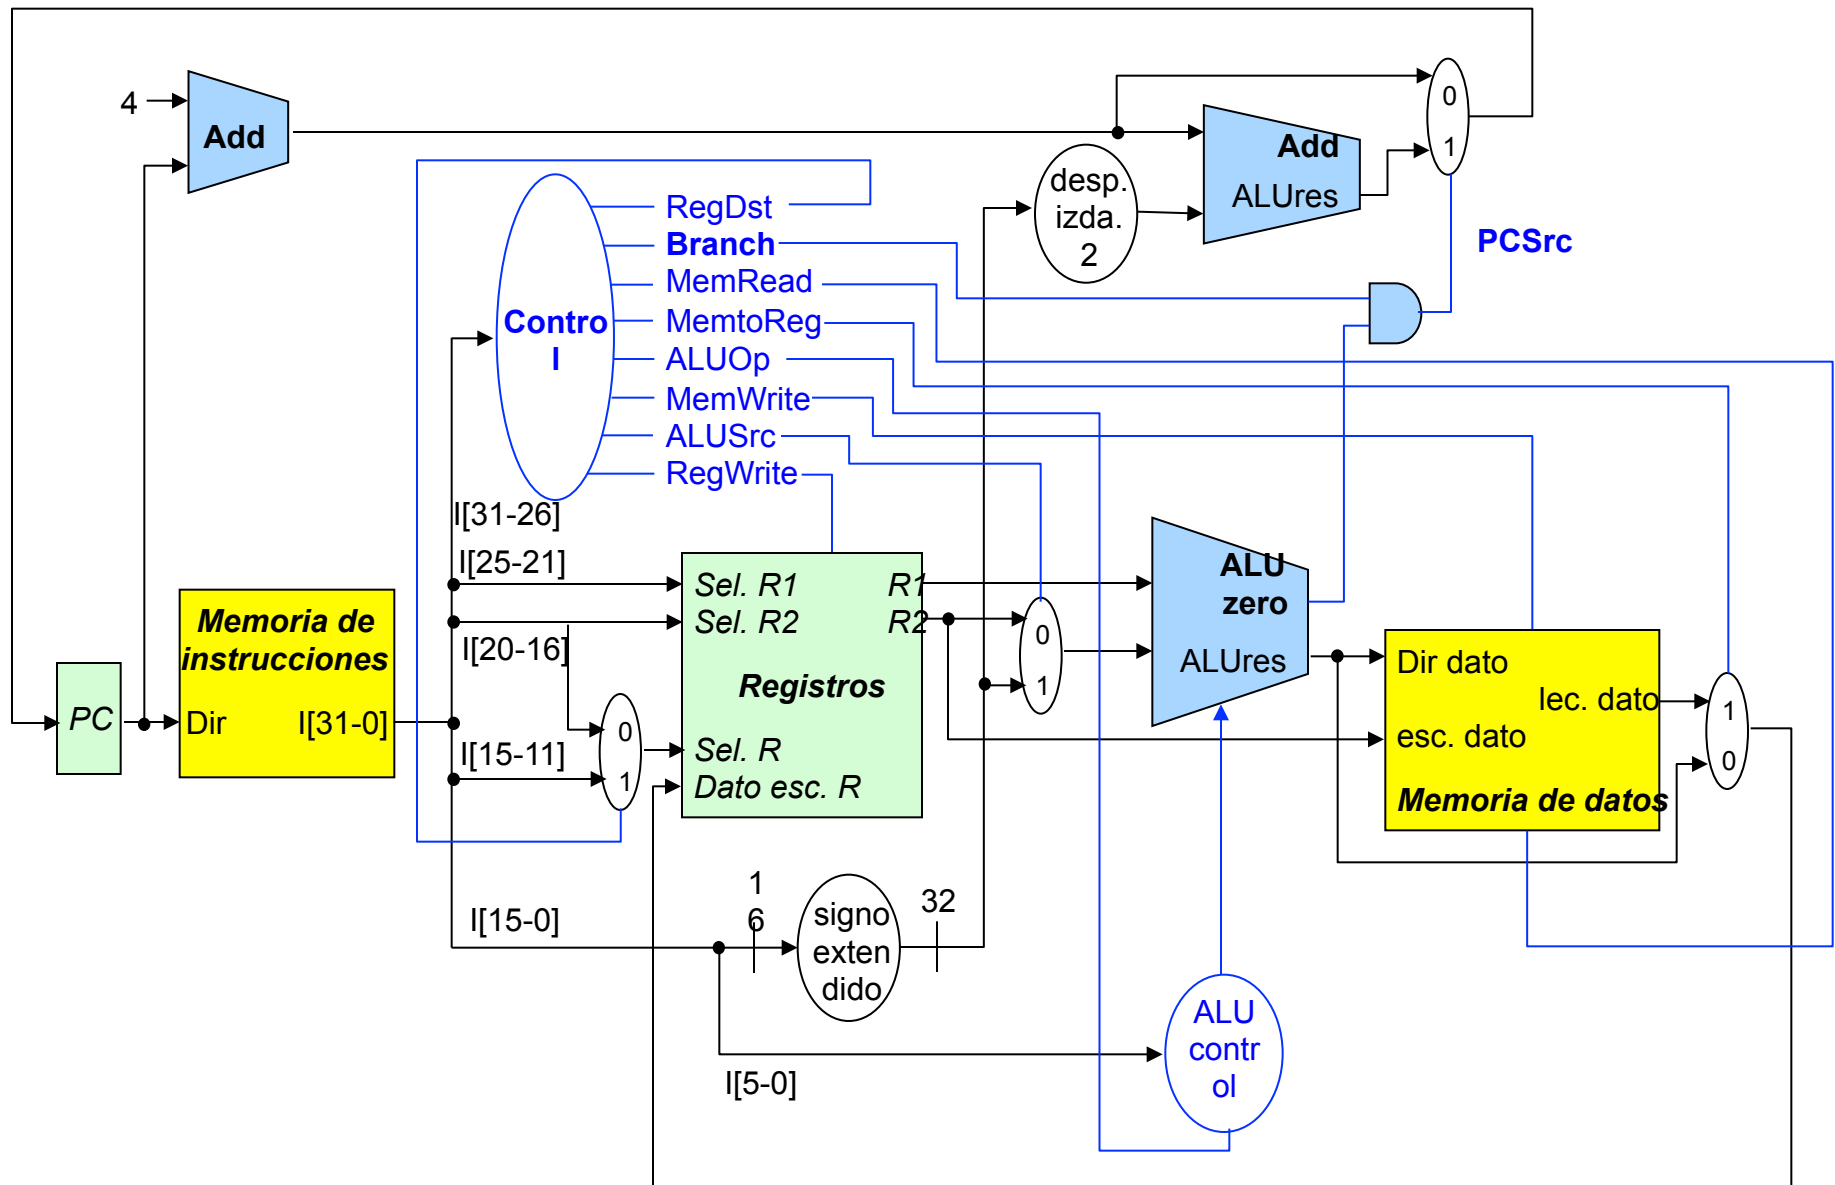 4
Add
RegDst
Branch
MemRead
MemtoReg
ALUOp
MemWrite
ALUSrc
RegWrite
Contro
l
desp.
izda.
2
Add
ALUres
0
1
PCSrc
I[31-26]
I[25-21]
I[20-16]
I[15-11]
I[15-0]
I[5-0]
PC
Memoria de
instrucciones
Dir
I[31-0]
0
1
Sel. R1
R1
Sel. R2
R2
Registros
Sel. R
Dato esc. R
0
1
ALU
zero
ALUres
Dir dato
lec. dato
esc. dato
Memoria de datos
1
0
1
6
signo
exten
dido
32
ALU
contr
ol